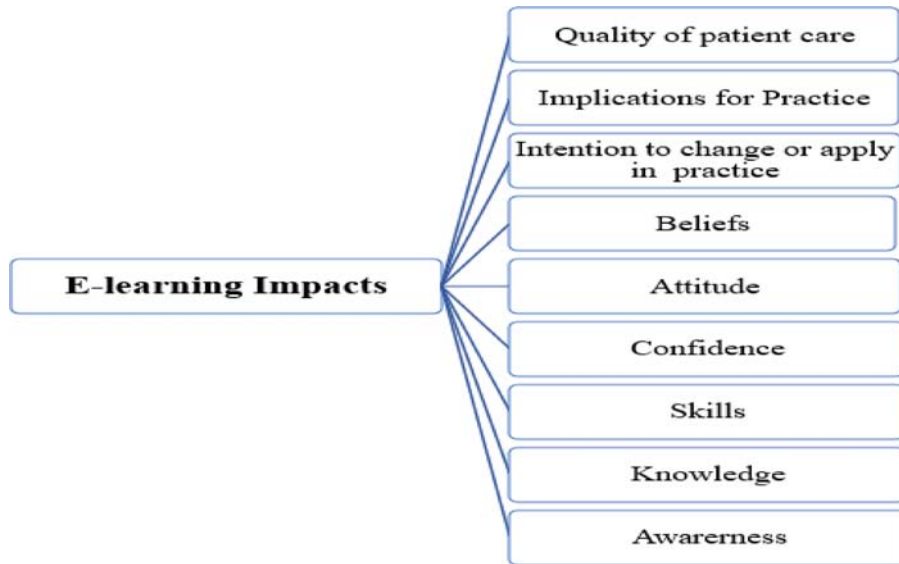 Quality of patient care
Implications for Practice
Intention to change or apply
in practice
Beliefs
E-learning Impacts
Attitude
Confidence
Skills
Knowledge
Awarerness